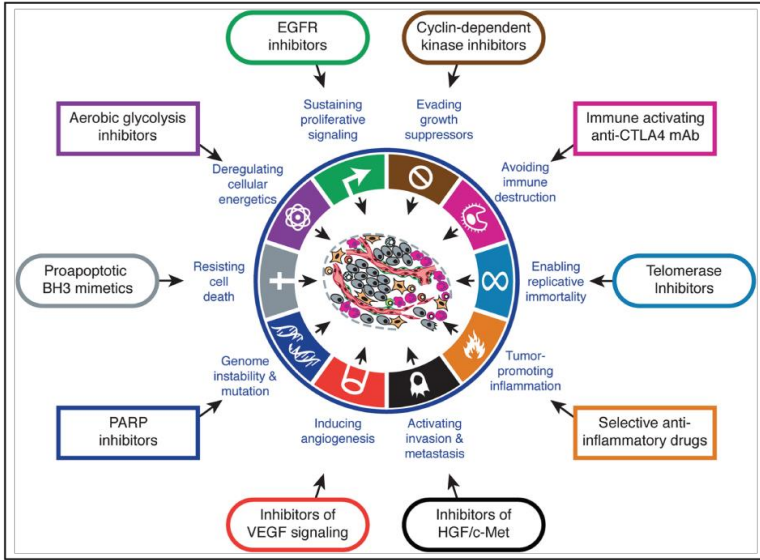 EGFR
inhibitors
Cyclin-dependent
kinase inhibitors
Sustaining
proliferative
signaling
Evading
growth
suppressors
Aerobic glycolysis
inhibitors
Immune activating
anti-CTLA4 mAb
Deregulating
cellular
energetics
Avoiding
immune
destruction
Proapoptotic
BH3 mimetics
Resisting
cell
death
Enabling
replicative
immortality
Telomerase
Inhibitors
Genome
instability &
mutation
Tumor-
promoting
inflammation
PARP
inhibitors
Inducing
angiogenesis
Activating
invasion &
metastasis
Selective anti-
inflammatory drugs
Inhibitors of
VEGF signaling
Inhibitors of
HGF/c-Met